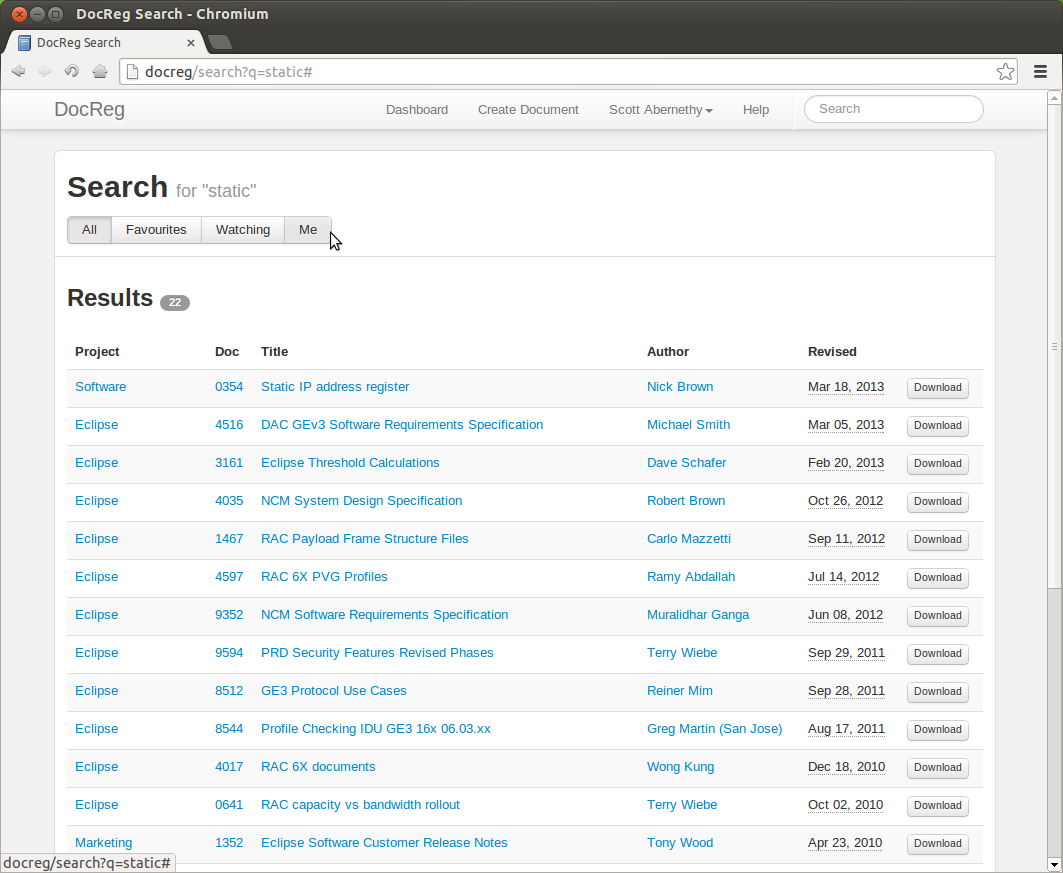 DocReg Search - Chromium
DocReg Search
docreg/search?q=static#
DocReg Dashboard Create Document Scott Abernethy Help Search
Search for "static"
All Favourites Watching Me
Results 22
Project Doc Title Author Revised
Software 0354 Static IP address register Nick Brown Mar 18, 2013 Download
Eclipse 4516 DAC GEv3 Software Requirements Specification Michael Smith Mar 05, 2013 Download
Eclipse 3161 Eclipse Threshold Calculations Dave Schafer Feb 20, 2013 Download
Eclipse 4035 NCM System Design Specification Robert Brown Oct 26, 2012 Download
Eclipse 1467 RAC Payload Frame Structure Files Carlo Mazzetti Sep 11, 2012 Download
Eclipse 4597 RAC 6X PVG Profiles Ramy Abdallah Jul 14, 2012 Download
Eclipse 9352 NCM Software Requirements Specification Muralidhar Ganga Jun 08, 2012 Download
Eclipse 9594 PRD Security Features Revised Phases Terry Wiebe Sep 29, 2011 Download
Eclipse 8512 GE3 Protocol Use Cases Reiner Mim Sep 28, 2011 Download
Eclipse 8544 Profile Checking IDU GE3 16x 06.03.xx Greg Martin (San Jose) Aug 17, 2011 Download
Eclipse 4017 RAC 6X documents Wong Kung Dec 18, 2010 Download
Eclipse 0641 RAC capacity vs bandwidth rollout Terry Wiebe Oct 02, 2010 Download
Marketing 1352 Eclipse Software Customer Release Notes Tony Wood Apr 23, 2010 Download
docreg/search?q=static#